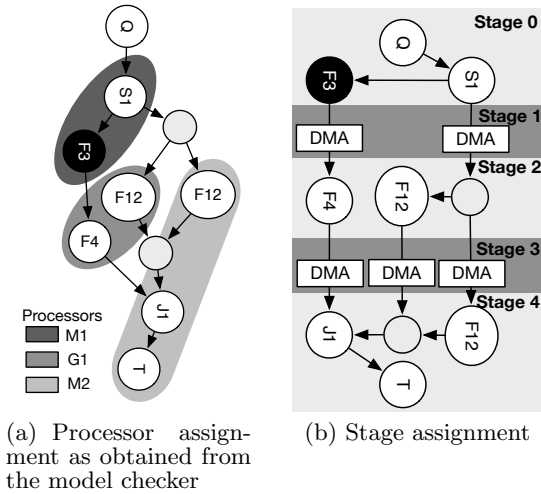 Q
S1
F3
F12
F12
F4
J1
T
Processors
M1
G1
M2
(a) Processor assign-
ment as obtained from
the model checker
Stage 0
Q
F3
S1
Stage 1
DMA
DMA
Stage 2
F4
F12
Stage 3
DMA
DMA
DMA
Stage 4
J1
F12
T
(b) Stage assignment